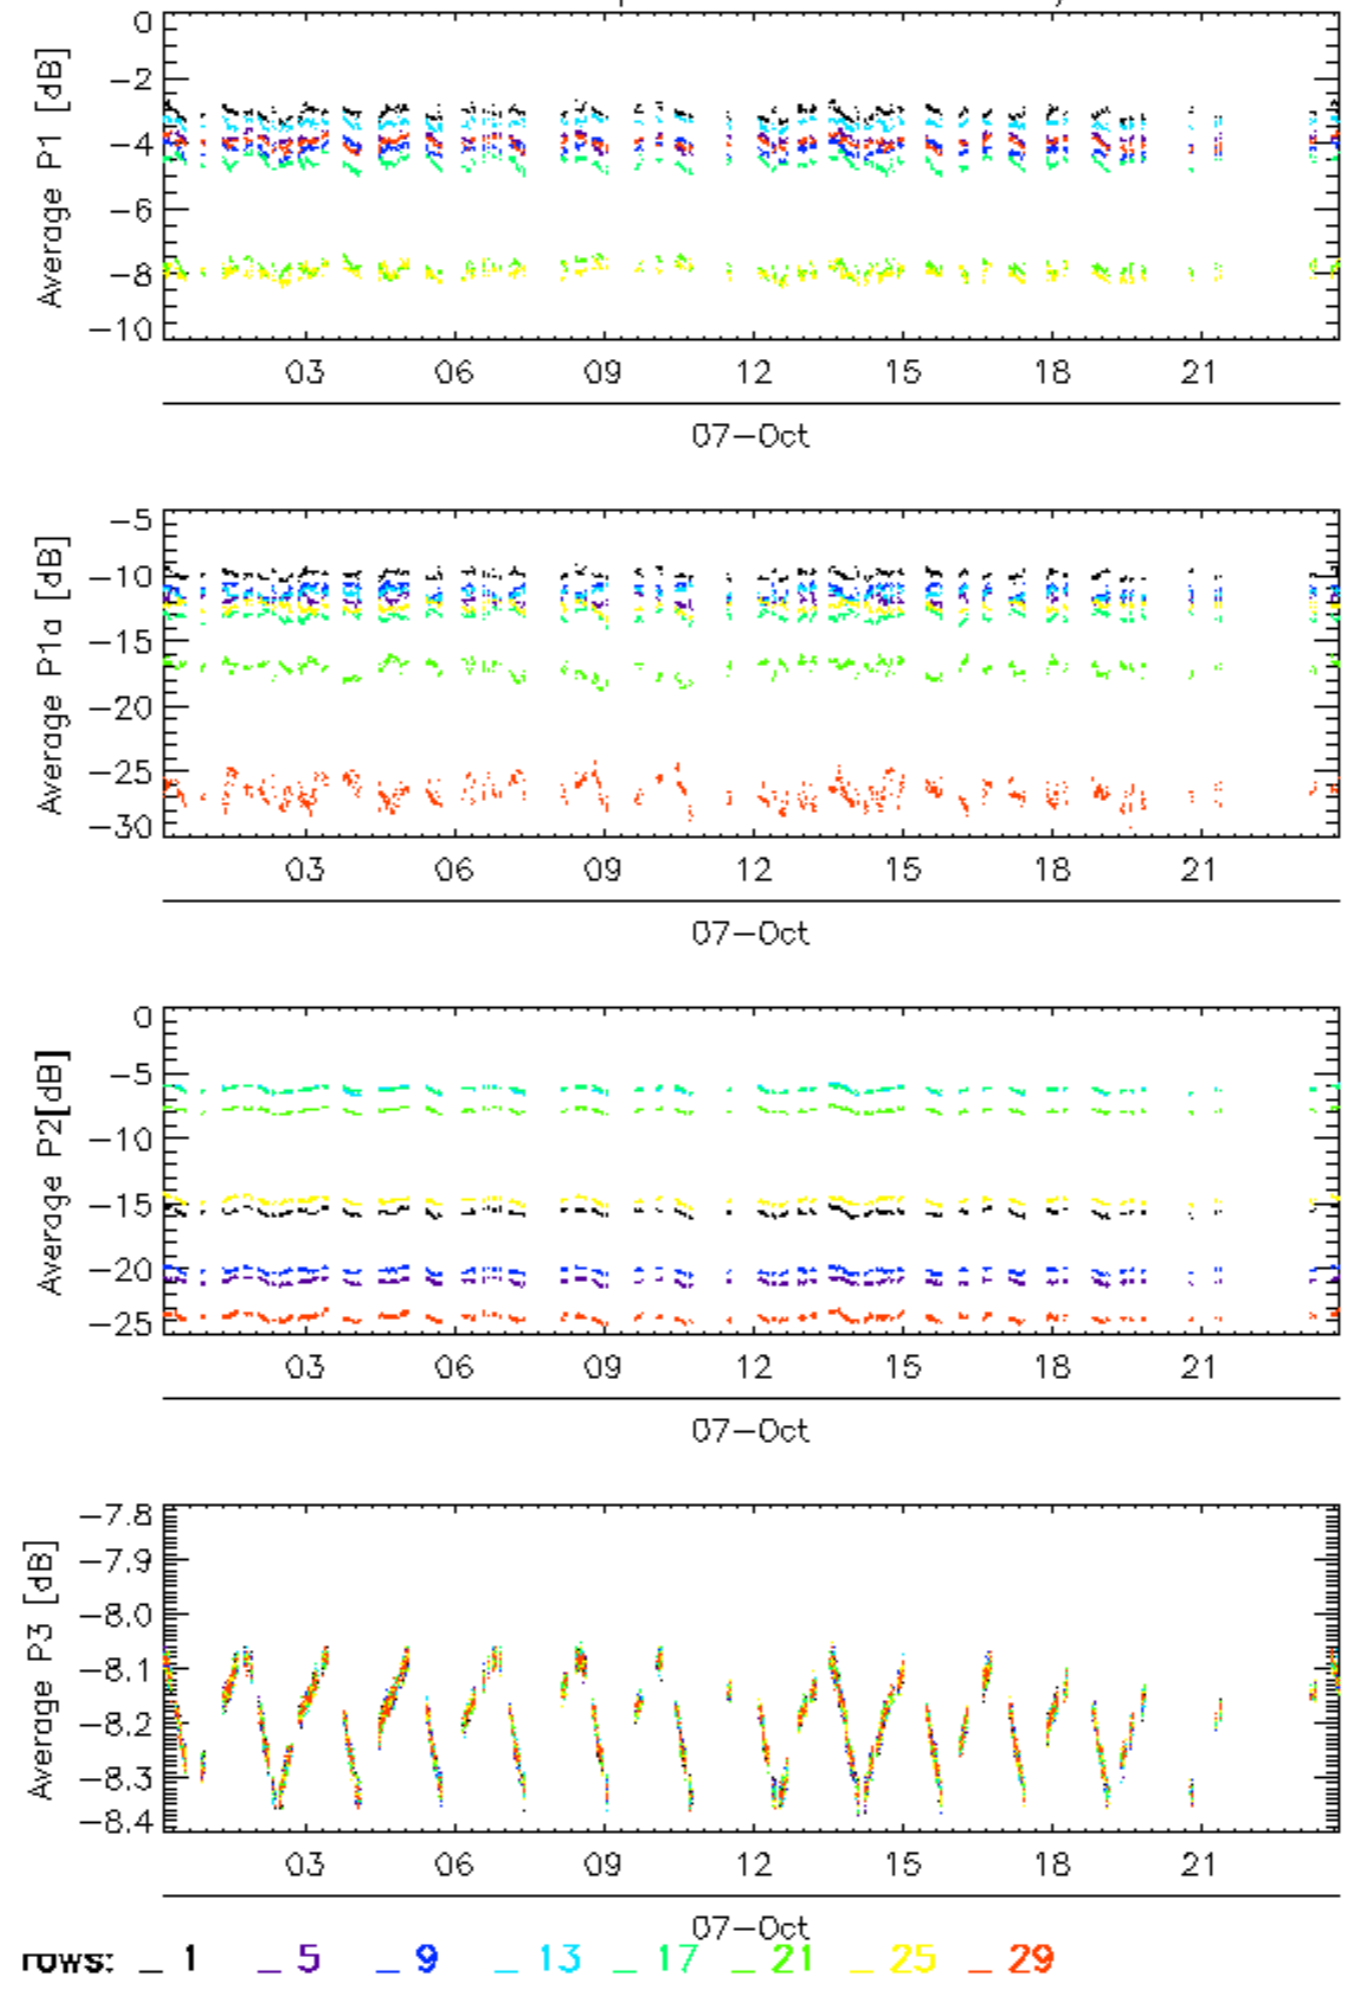 0
−2
−4
−6
−8
−10
Average P1 [dB]
03 06 09 12 15 18 21
07−Oct
−5
−10
−15
−20
−25
−30
Average P1a [dB]
03 06 09 12 15 18 21
07−Oct
0
−5
−10
−15
−20
−25
Average P2[dB]
03 06 09 12 15 18 21
07−Oct
−7.8
−7.9
−8.0
−8.1
−8.2
−8.3
−8.4
Average P3 [dB]
03 06 09 12 15 18 21
07−Oct
rows: _ 1 _ 5 _ 9 _ 13 _ 17 _ 21 _ 25 _ 29